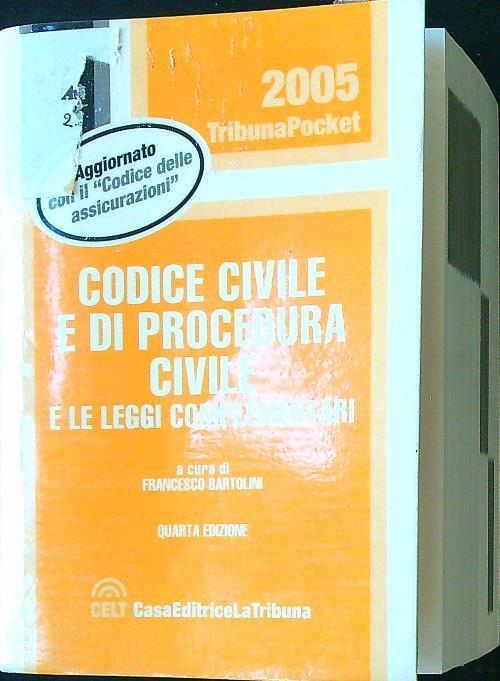 2005
TribunaPocket
2
Aggiornato
con il "Codice delle
assicurazioni"
CODICE CIVILE
E DI PROCEDURA
CIVILE
E LE LEGGI COMPLEMENTARI
a cura di
FRANCESCO BARTOLINI
QUARTA EDIZIONE
CELT CasaEditriceLaTribuna